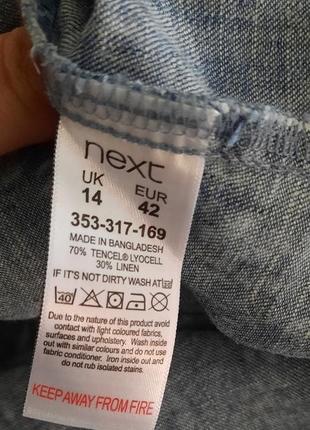 next
UK EUR
14 42
353-317-169
MADE IN BANGLADESH
70% TENCEL® LYOCELL
30% LINEN
IF IT'S NOT DIRTY WASH AT 30
40
Due to the nature of this product avoid
contact with light coloured fabrics,
surfaces and upholstery. Wash inside
out with similar colours and do not use
fabric conditioner. Iron inside out and
do not rub isolated stains.
KEEP AWAY FROM FIRE